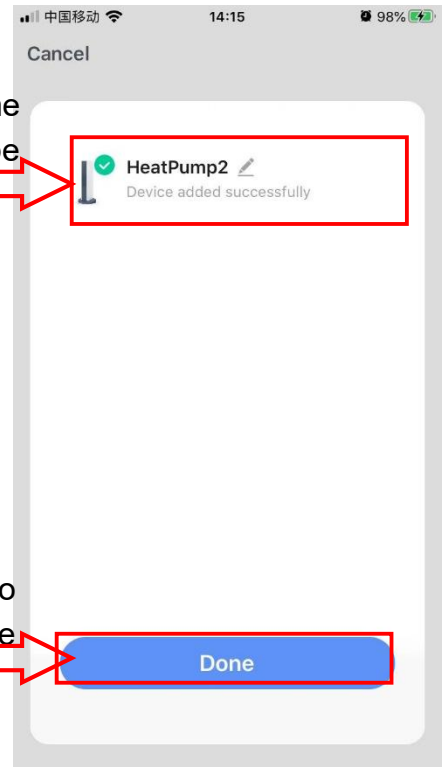 中国移动 14:15 98%
Cancel
HeatPump2
Device added successfully
Done